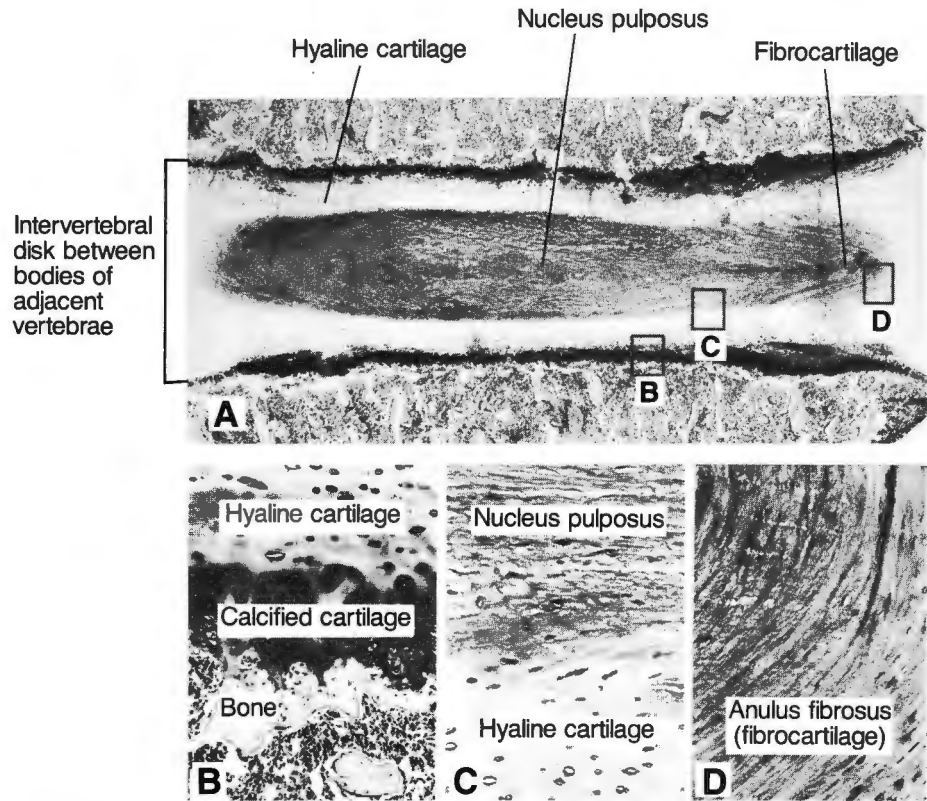 Nucleus pulposus
Hyaline cartilage
Fibrocartilage
Intervertebral
disk between
bodies of
adjacent
vertebrae
D
C
B
A
Hyaline cartilage
Calcified cartilage
Bone
B
Nucleus pulposus
Hyaline cartilage
C
Anulus fibrosus
(fibrocartilage)
D